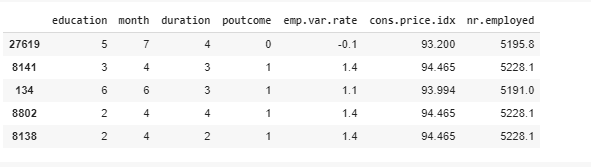 education month duration poutcome emp.var.rate cons.price.idx nr.employed
27619 5 7 4 0 -0.1 93.200 5195.8
8141 3 4 3 1 1.4 94.465 5228.1
134 6 6 3 1 1.1 93.994 5191.0
8802 2 4 4 1 1.4 94.465 5228.1
8138 2 4 2 1 1.4 94.465 5228.1